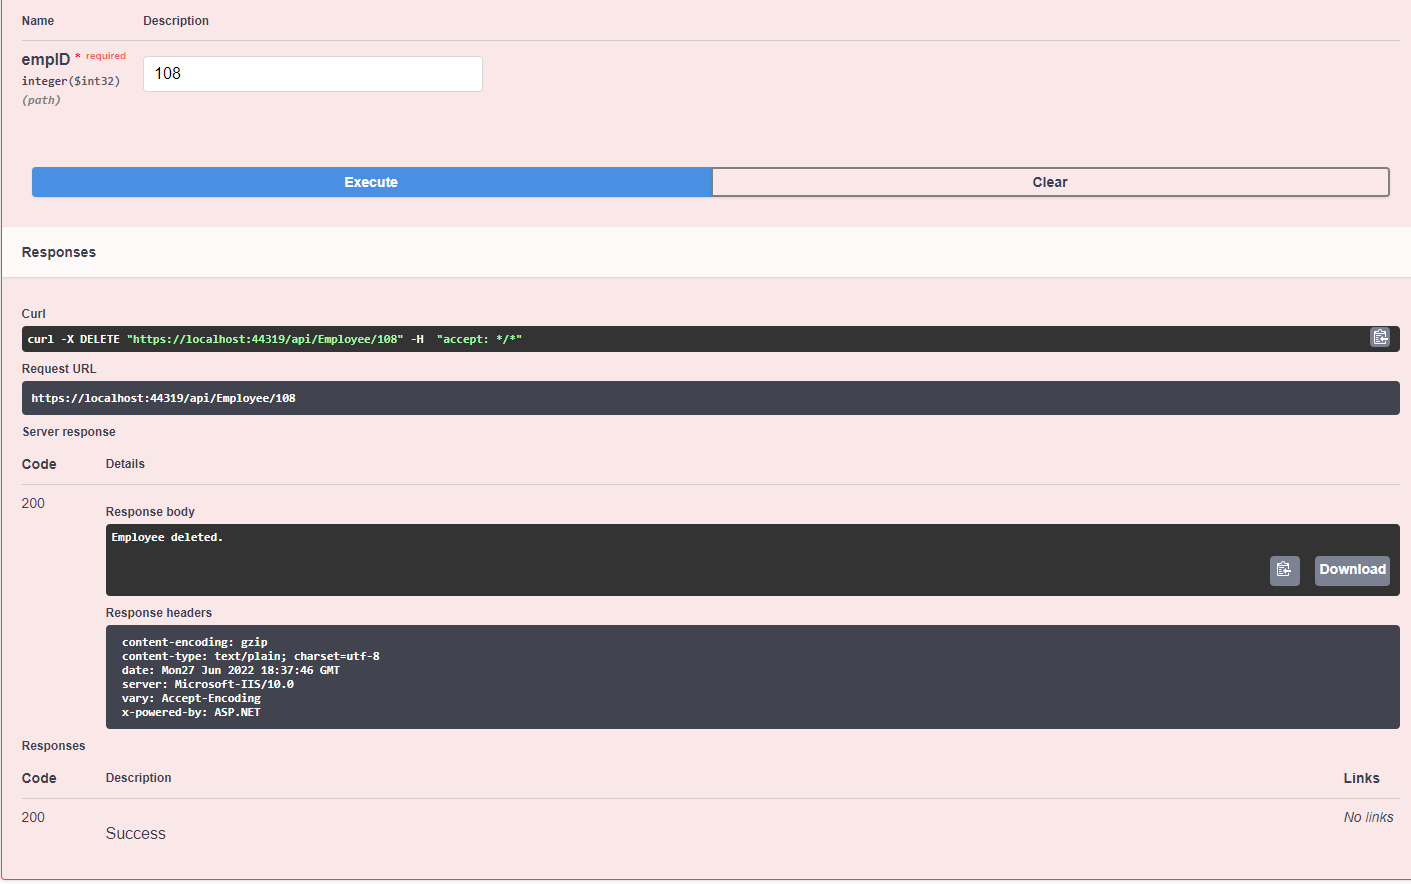 Name Description
empID * required
108
integer($int32)
(path)
Execute Clear
Responses
Curl
curl -X DELETE "https://localhost:44319/api/Employee/108" -H  "accept: */*"
Request URL
https://localhost:44319/api/Employee/108
Server response
Code Details
200
Response body
Employee deleted.
Download
Response headers
content-encoding: gzip
content-type: text/plain; charset=utf-8
date: Mon27 Jun 2022 18:37:46 GMT
server: Microsoft-IIS/10.0
vary: Accept-Encoding
x-powered-by: ASP.NET
Responses
Code Description Links
200 No links
Success